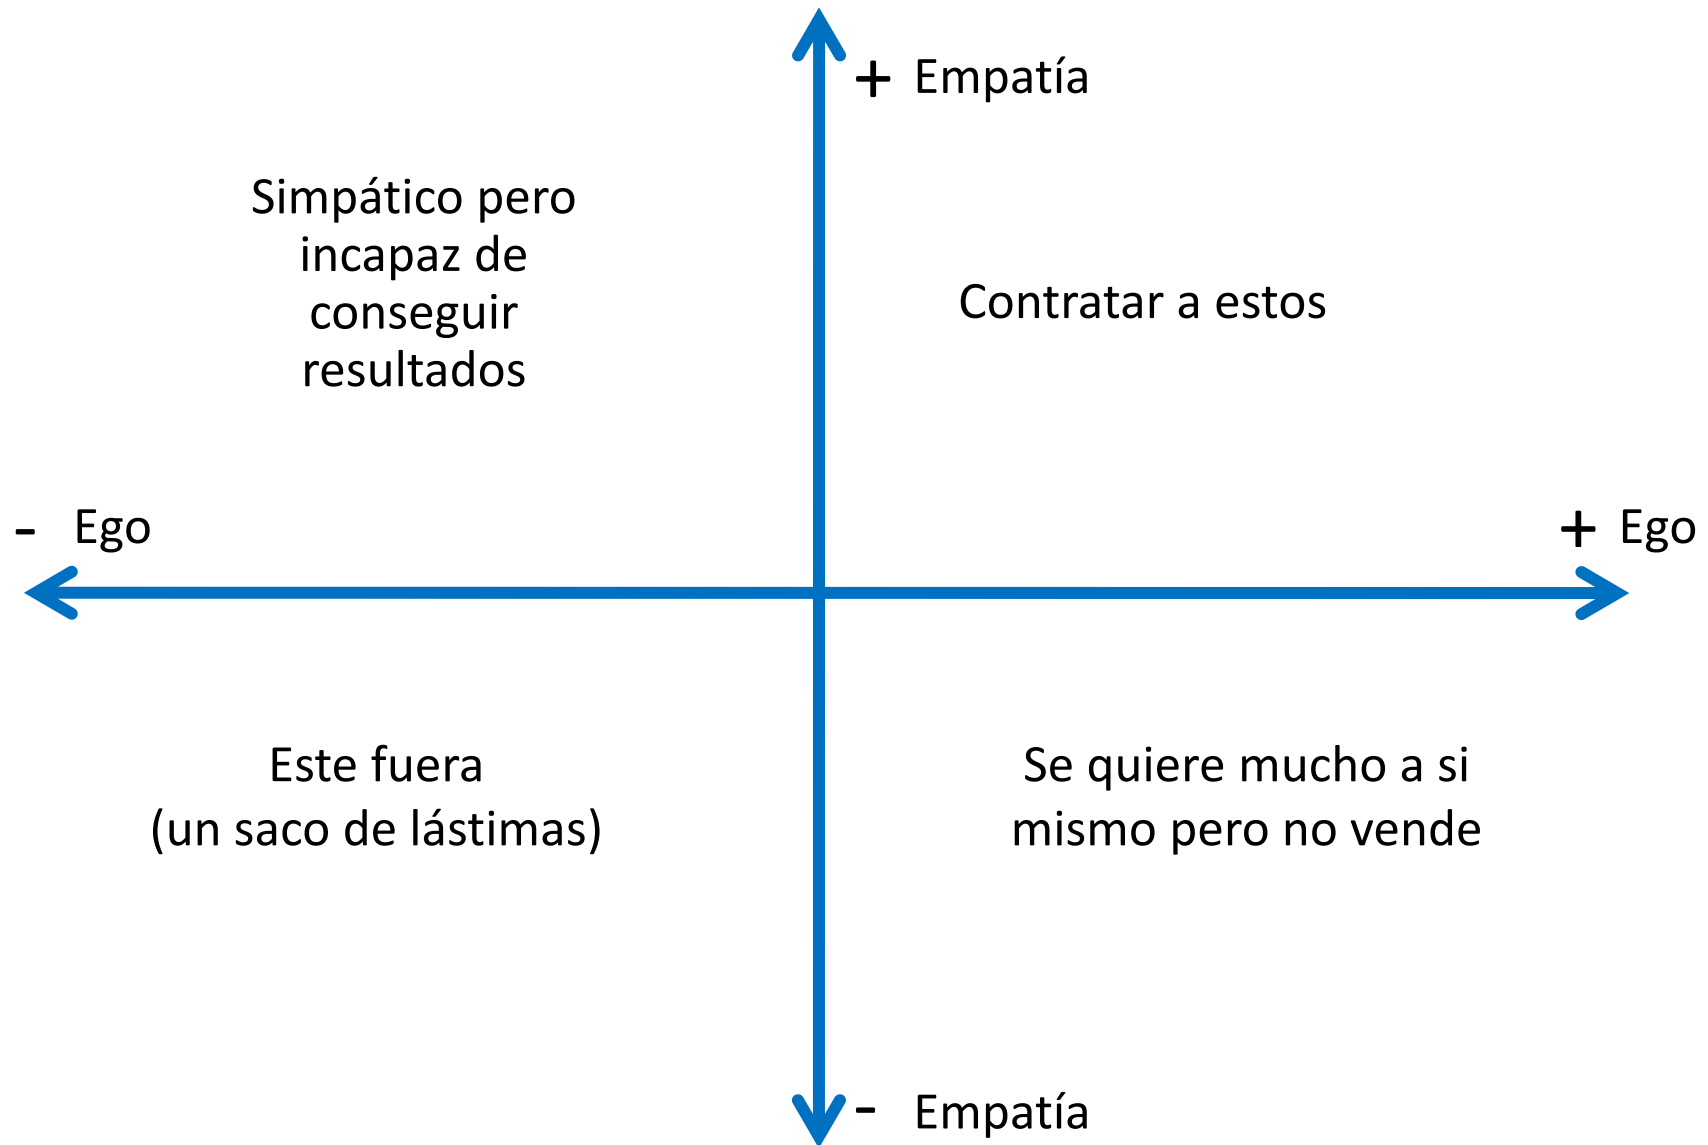 + Empatía
Simpático pero
incapaz de
conseguir
resultados
Contratar a estos
- Ego
+ Ego
Este fuera
(un saco de lástimas)
Se quiere mucho a si
mismo pero no vende
- Empatía